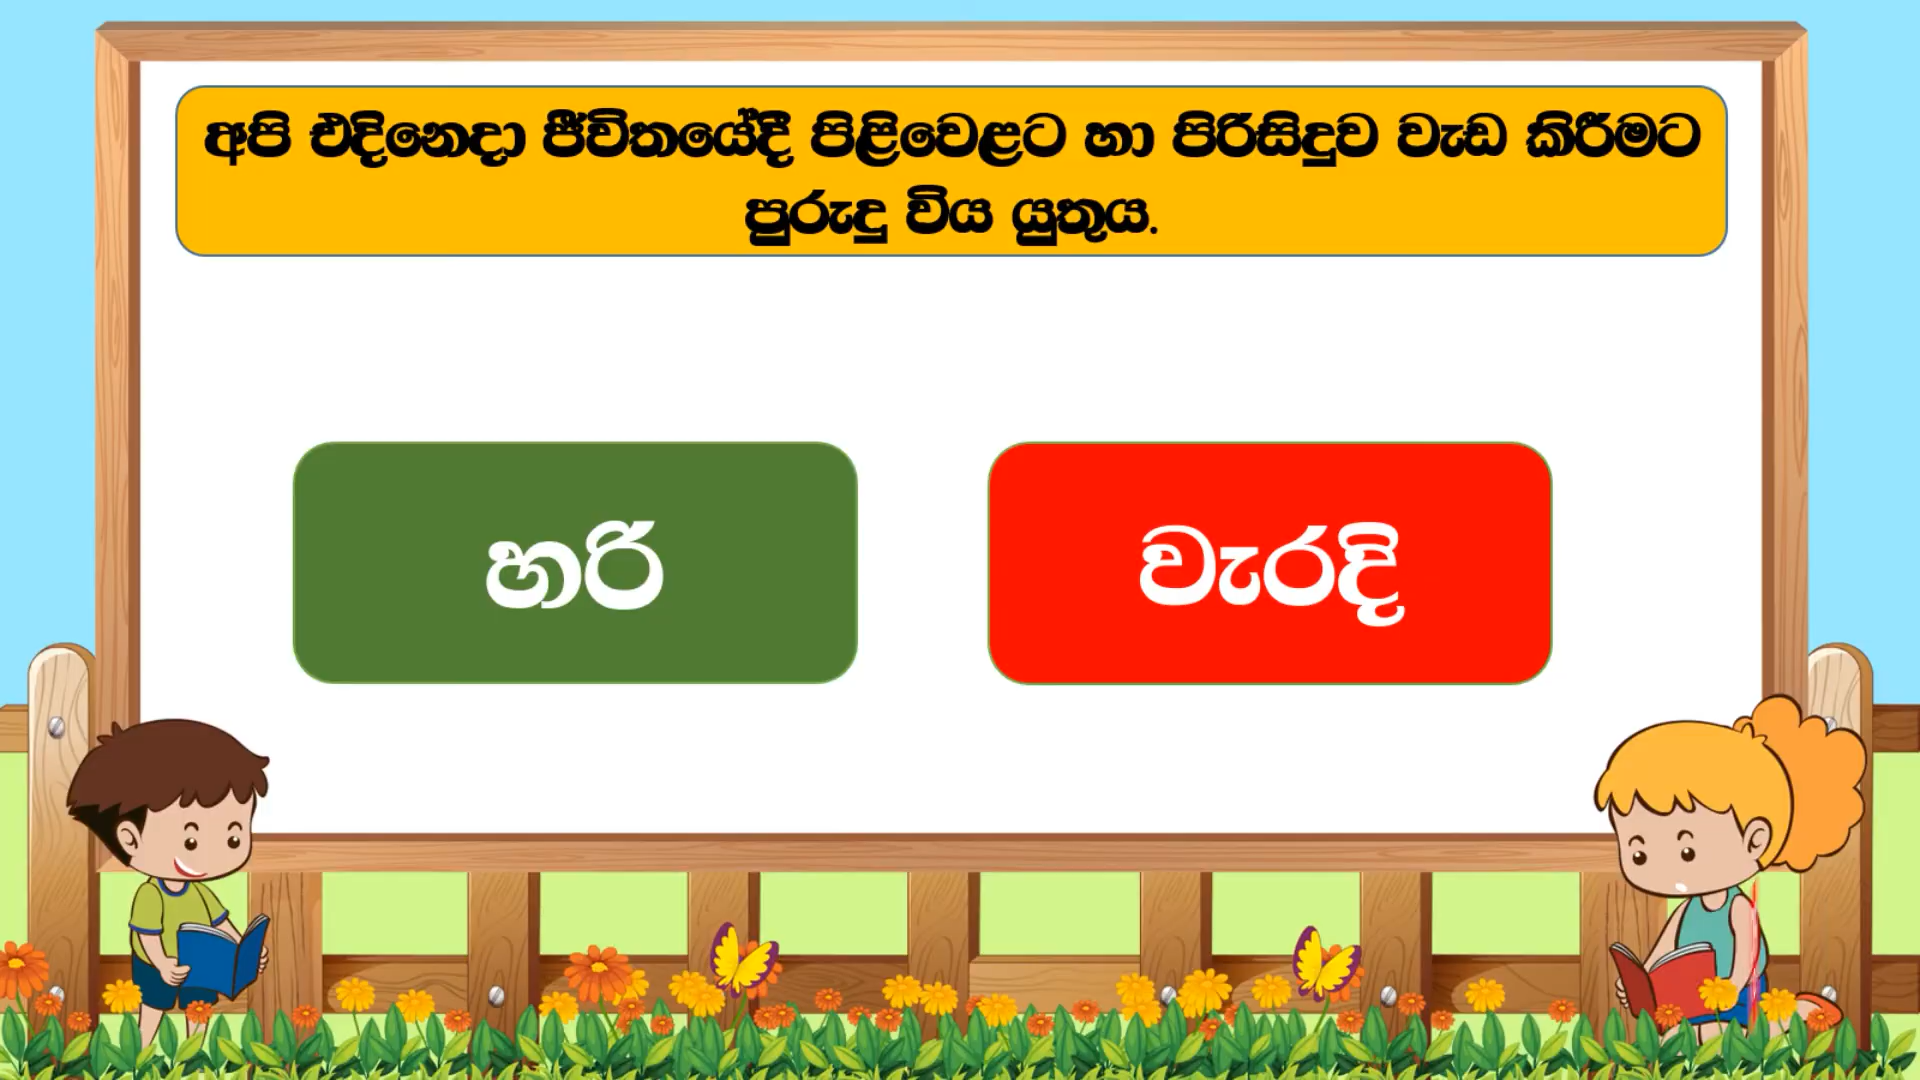 අපි එදිනෙදා ජීවිතයේදී පිළිවෙළට හා පිරිසිදුව වැඩ කිරීමට
පුරුදු විය යුතුය.
හරි
වැරදි